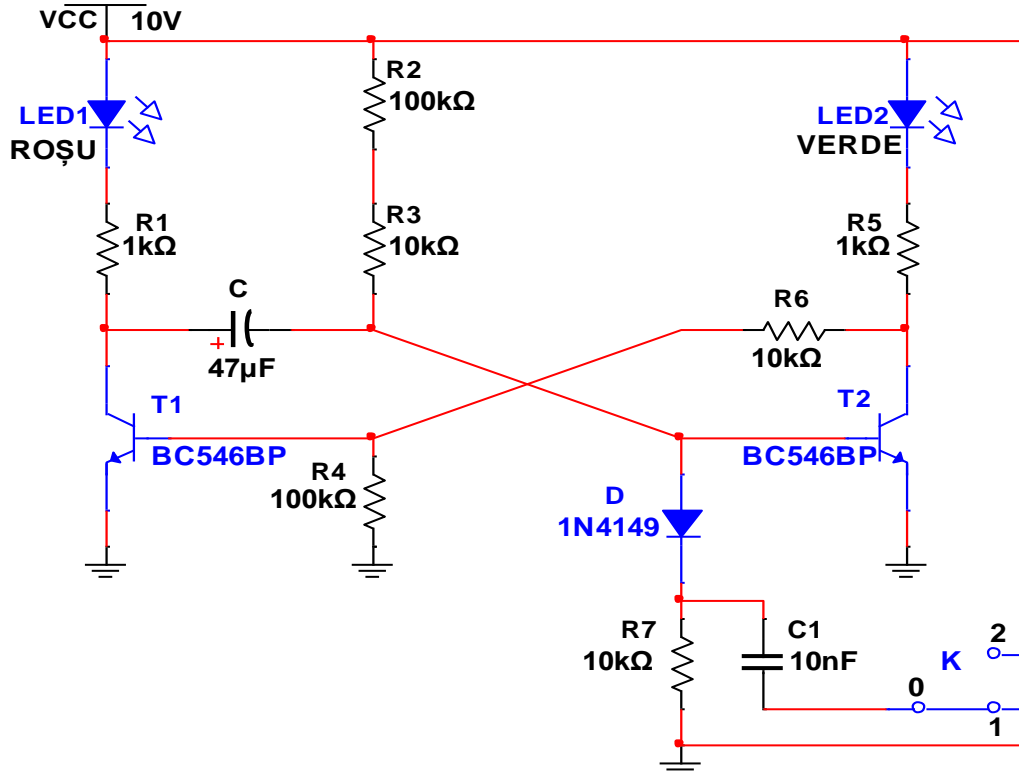 VCC 10V
R2
100kΩ
LED1
ROȘU
LED2
VERDE
R3
10kΩ
R1
1kΩ
R5
1kΩ
C
+
47µF
R6
10kΩ
T1
BC546BP
T2
BC546BP
R4
100kΩ
D
1N4149
R7
10kΩ
C1
10nF
K
2
0
1